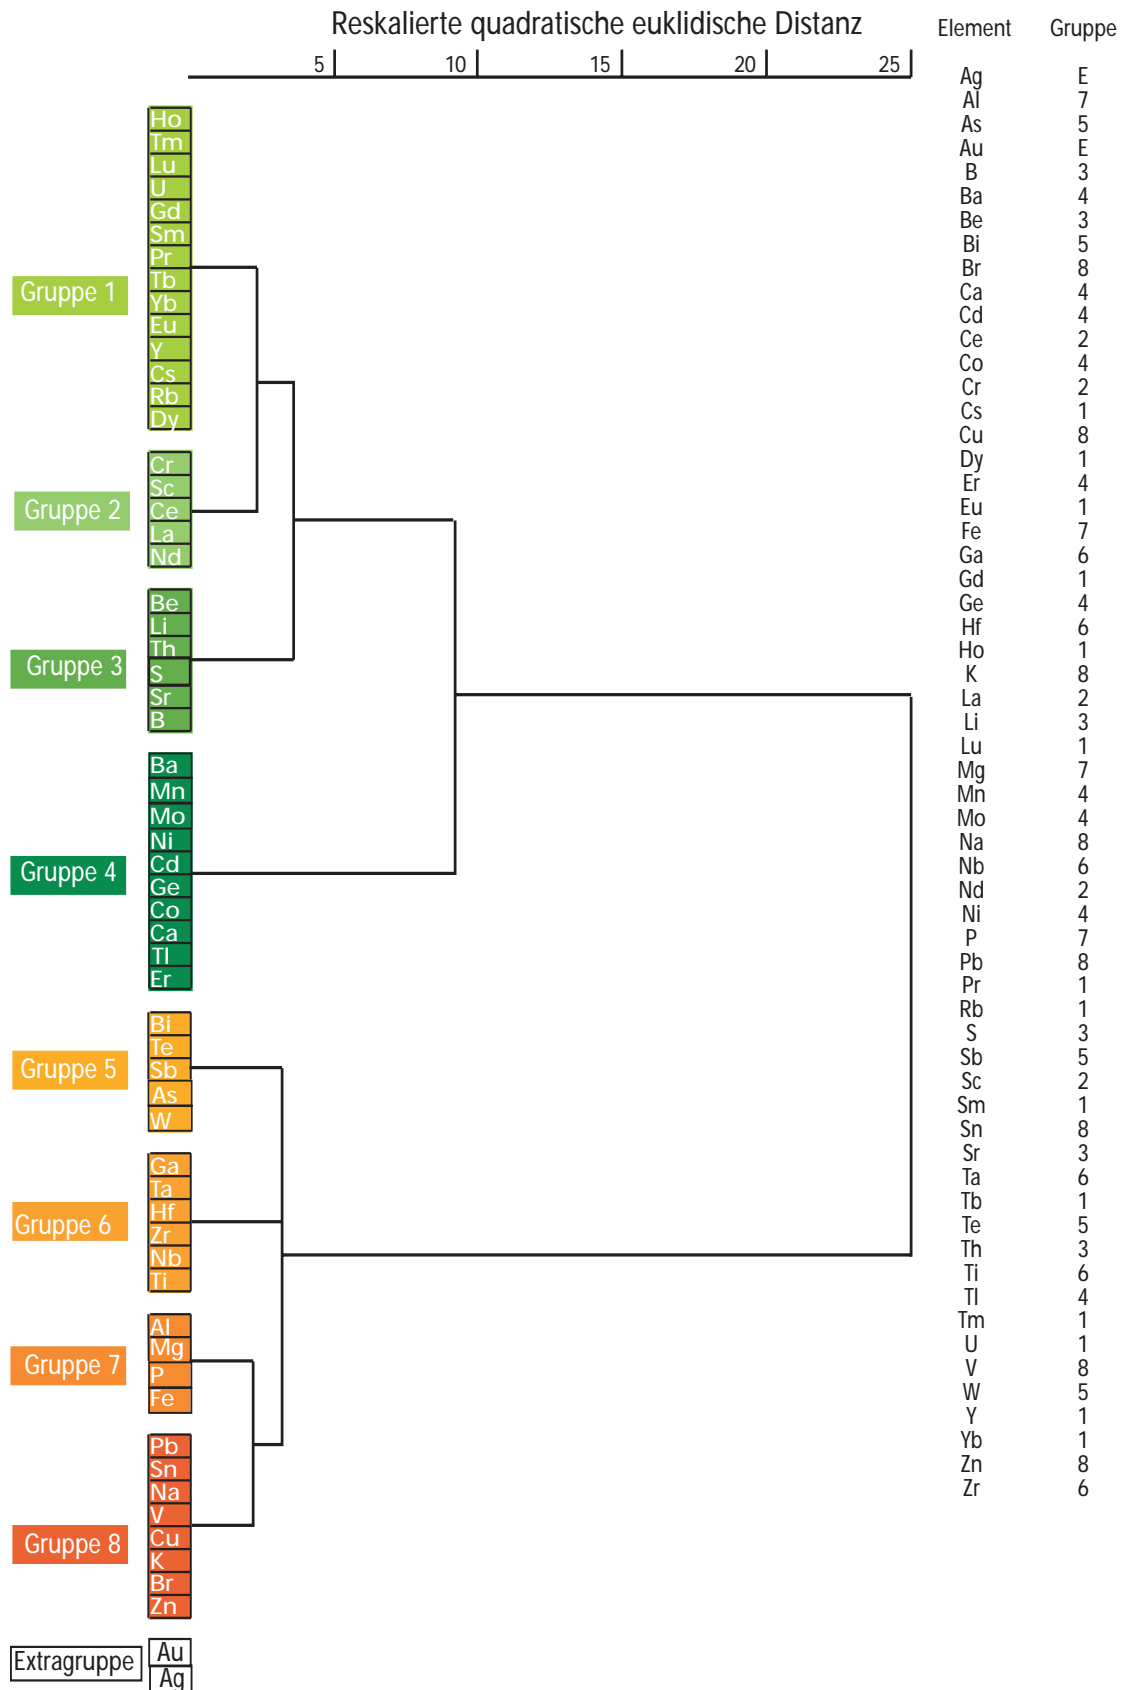 Reskalierte quadratische euklidische Distanz
5 10 15 20 25
Gruppe 1
Ho
Tm
Lu
U
Gd
Sm
Pr
Tb
Yb
Eu
Y
Cs
Rb
Dy
Gruppe 2
Cr
Sc
Ce
La
Nd
Gruppe 3
Be
Li
Th
S
Sr
B
Gruppe 4
Ba
Mn
Mo
Ni
Cd
Ge
Co
Ca
Tl
Er
Gruppe 5
Bi
Te
Sb
As
W
Gruppe 6
Ga
Ta
Hf
Zr
Nb
Ti
Gruppe 7
Al
Mg
P
Fe
Gruppe 8
Pb
Sn
Na
V
Cu
K
Br
Zn
Extragruppe
Au
Ag
Element Gruppe
Ag E
Al 7
As 5
Au E
B 3
Ba 4
Be 3
Bi 5
Br 8
Ca 4
Cd 4
Ce 2
Co 4
Cr 2
Cs 1
Cu 8
Dy 1
Er 4
Eu 1
Fe 7
Ga 6
Gd 1
Ge 4
Hf 6
Ho 1
K 8
La 2
Li 3
Lu 1
Mg 7
Mn 4
Mo 4
Na 8
Nb 6
Nd 2
Ni 4
P 7
Pb 8
Pr 1
Rb 1
S 3
Sb 5
Sc 2
Sm 1
Sn 8
Sr 3
Ta 6
Tb 1
Te 5
Th 3
Ti 6
Tl 4
Tm 1
U 1
V 8
W 5
Y 1
Yb 1
Zn 8
Zr 6